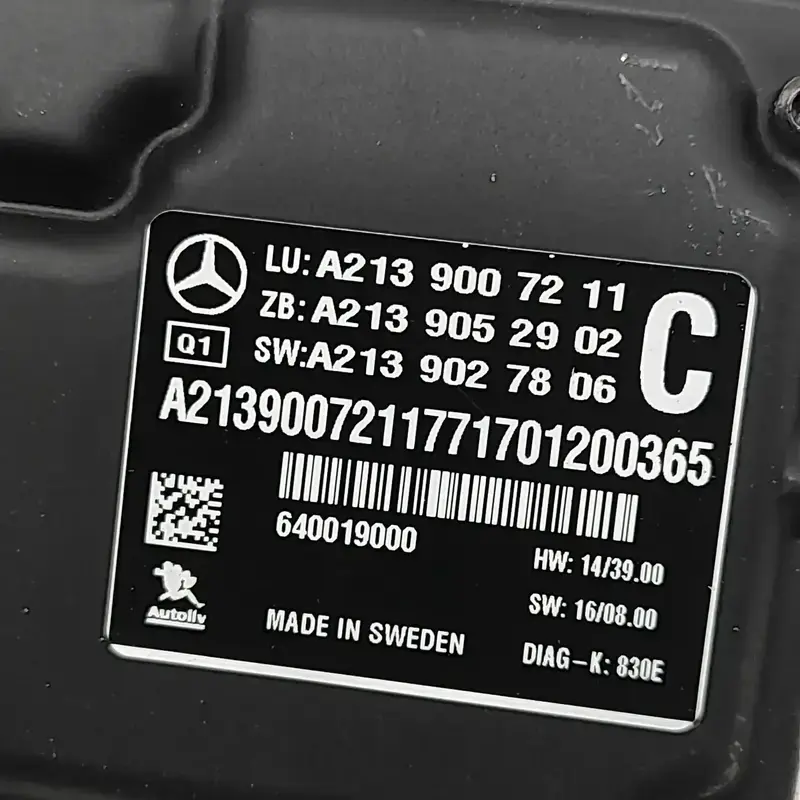 LU: A213 900 72 11
ZB: A213 905 29 02
C
Q1
SW: A213 902 78 06
A2139007211771701200365
640019000
HW: 14/39.00
SW: 16/08.00
Autoliv
MADE IN SWEDEN
DIAG-K: 830E